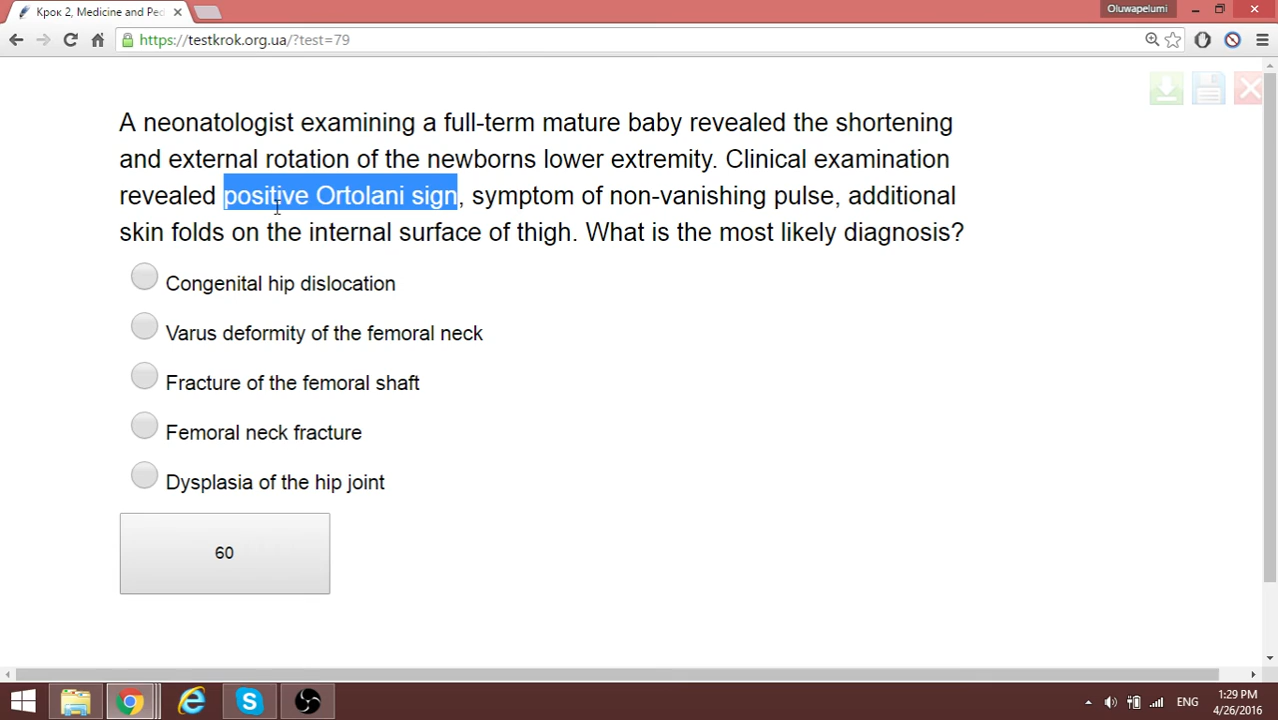 Крок 2, Medicine and Ped
Oluwapelumi
https://testkrok.org.ua/?test=79
A neonatologist examining a full-term mature baby revealed the shortening
and external rotation of the newborns lower extremity. Clinical examination
revealed positive Ortolani sign, symptom of non-vanishing pulse, additional
skin folds on the internal surface of thigh. What is the most likely diagnosis?
Congenital hip dislocation
Varus deformity of the femoral neck
Fracture of the femoral shaft
Femoral neck fracture
Dysplasia of the hip joint
60
ENG
1:29 PM
4/26/2016